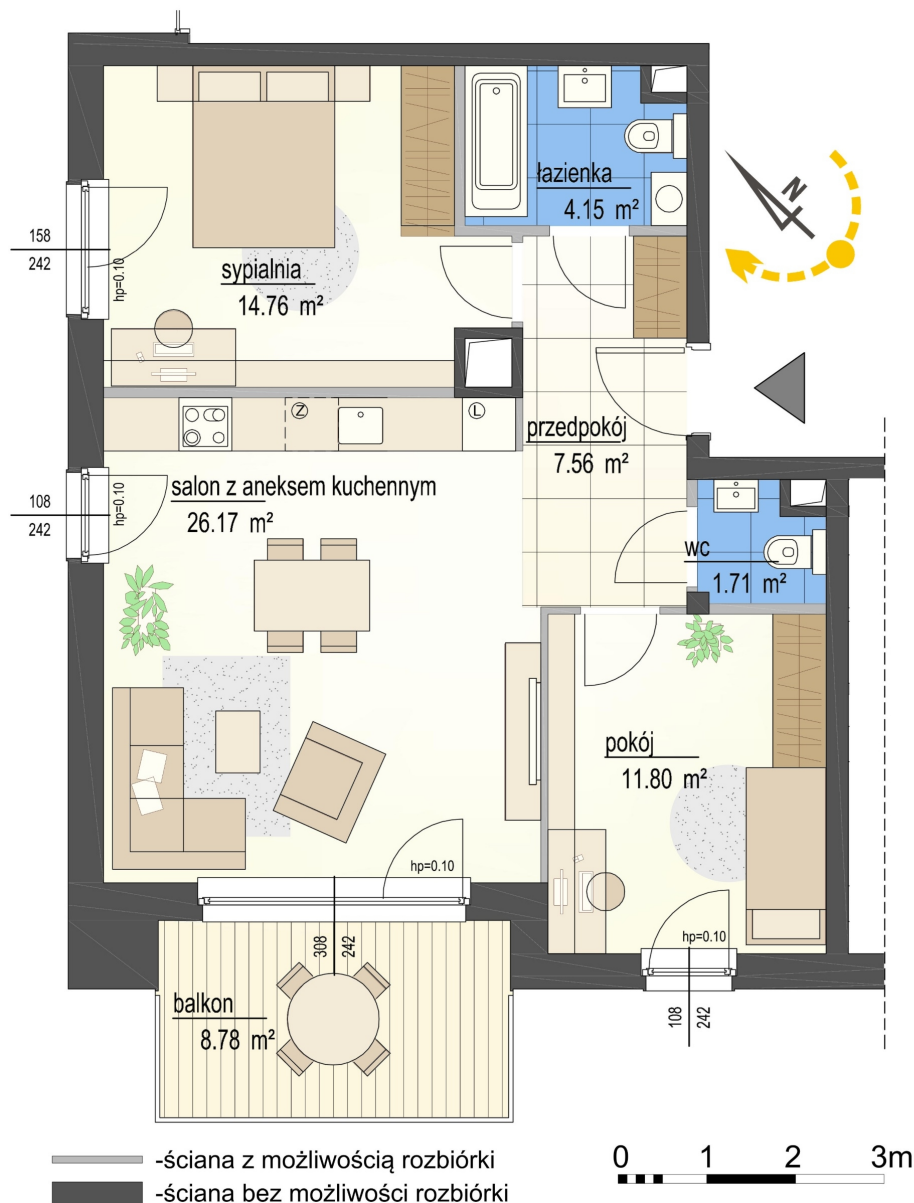 łazienka
4.15 m²
N
158
242
hp=0.10
sypialnia
14.76 m²
Z
L
przedpokój
7.56 m²
108
242
hp=0.10
salon z aneksem kuchennym
26.17 m²
wc
1.71 m²
pokój
11.80 m²
hp=0.10
308
242
hp=0.10
108
242
balkon
8.78 m²
-ściana z możliwością rozbiórki
-ściana bez możliwości rozbiórki
0 1 2 3m